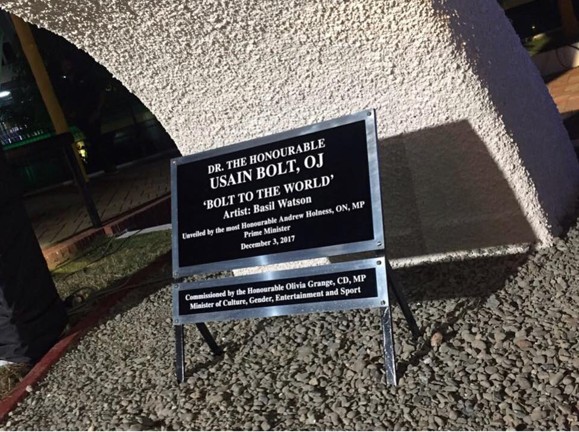 DR. THE HONOURABLE
USAIN BOLT, OJ
'BOLT TO THE WORLD'
Artist: Basil Watson
Unveiled by the most Honourable Andrew Holness, ON, MP
Prime Minister
December 3, 2017
Commissioned by the Honourable Olivia Grange, CD, MP
Minister of Culture, Gender, Entertainment and Sport